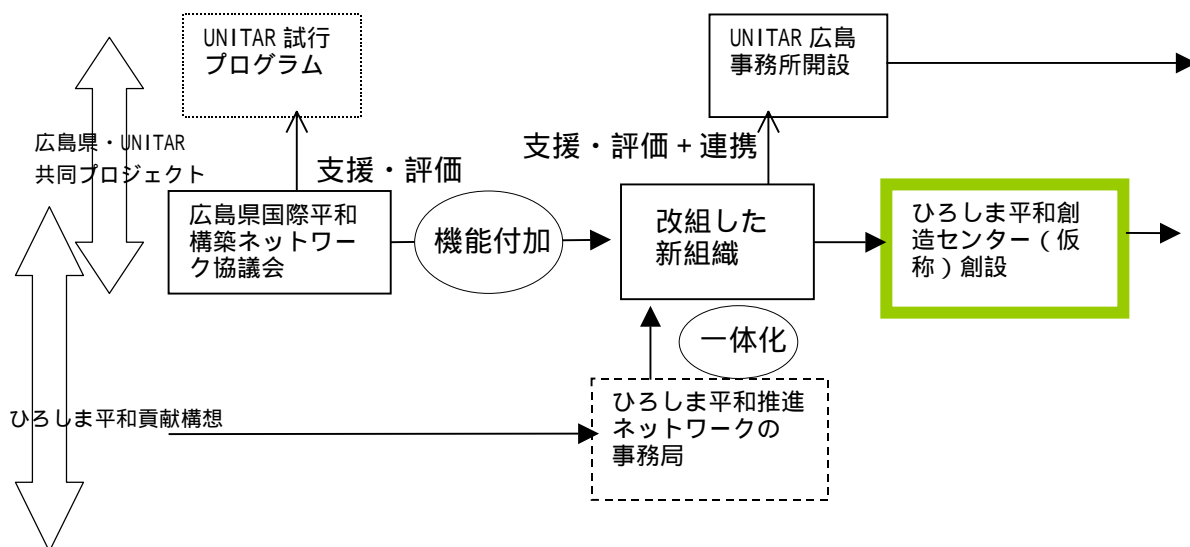 UNITAR 試行
プログラム
UNITAR 広島
事務所開設
広島県・UNITAR
共同プロジェクト
支援・評価
支援・評価 + 連携
広島県国際平和
構築ネットワー
ク協議会
機能付加
改組した
新組織
ひろしま平和創
造センター（仮
称）創設
一体化
ひろしま平和貢献構想
ひろしま平和推進
ネットワークの
事務局